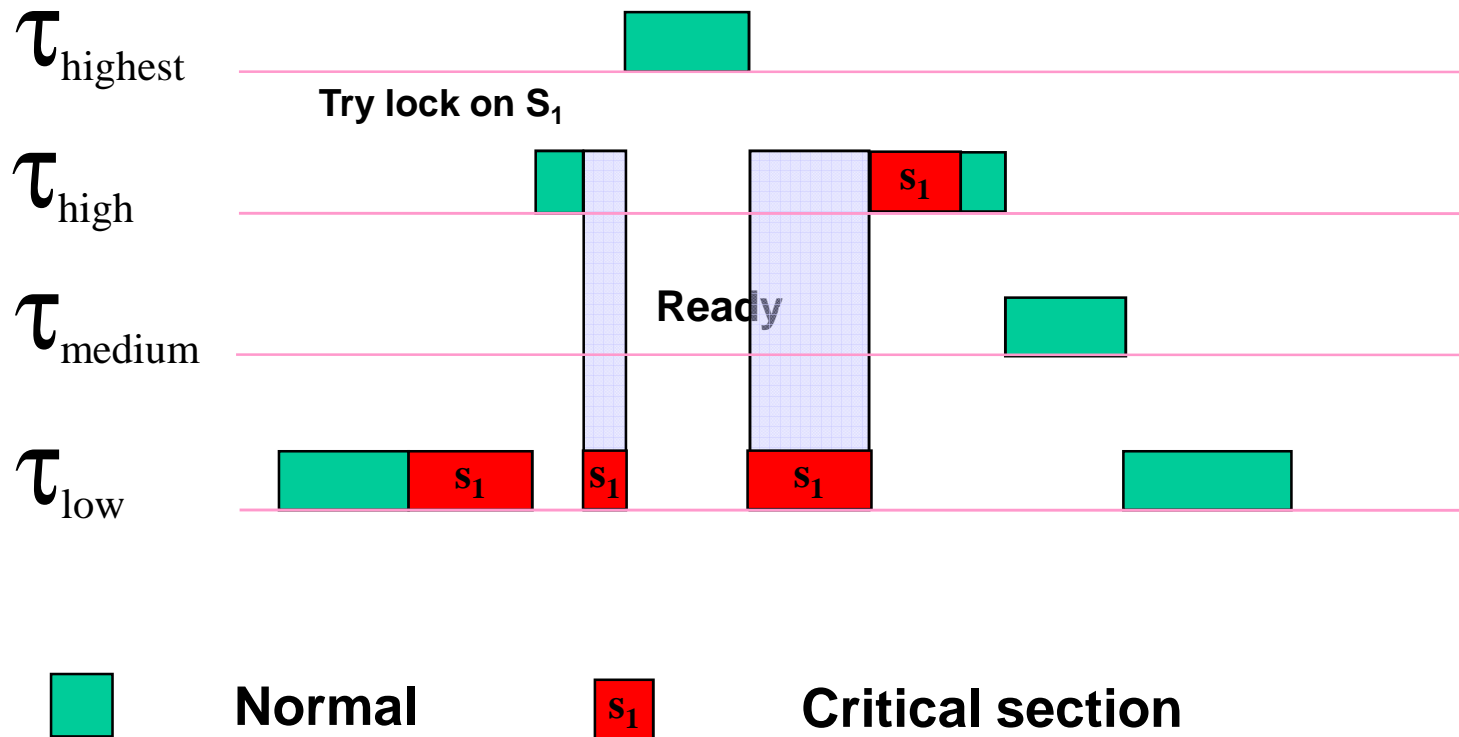 τhighest
Try lock on S1
τhigh
s1
Ready
τmedium
τlow
s1
s1
s1
Normal
s1
Critical section